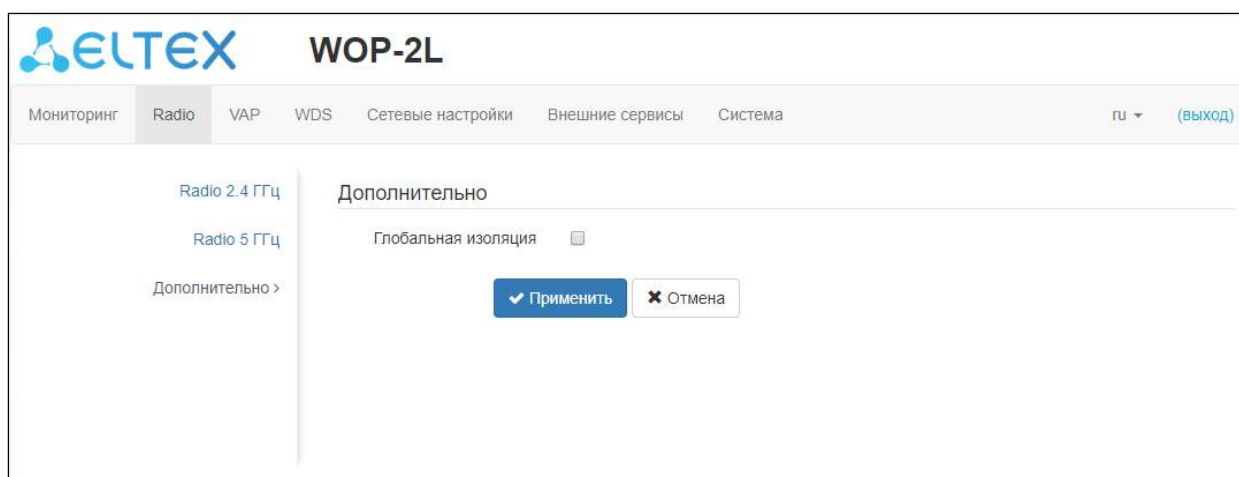 ELTEX WOP-2L
Мониторинг Radio VAP WDS Сетевые настройки Внешние сервисы Система ru (выход)
Radio 2.4 ГГц
Radio 5 ГГц
Дополнительно >
Дополнительно
Глобальная изоляция
Применить Отмена